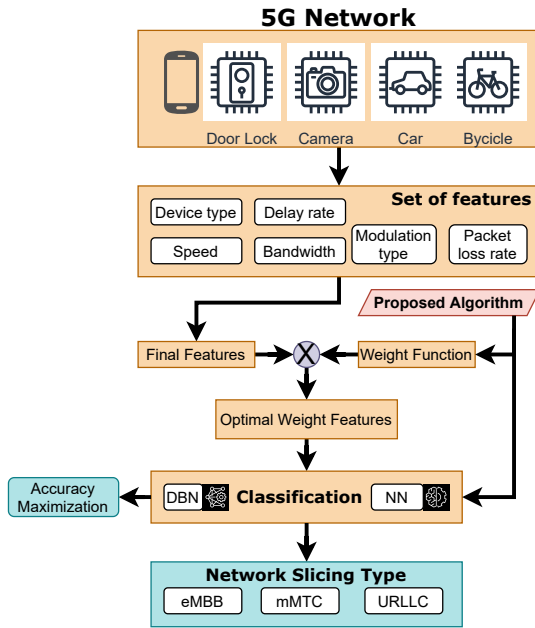 5G Network
Door Lock
Camera
Car
Bycicle
Set of features
Device type
Delay rate
Speed
Bandwidth
Modulation
type
Packet
loss rate
Proposed Algorithm
Final Features
X
Weight Function
Optimal Weight Features
Accuracy
Maximization
DBN
Classification
NN
Network Slicing Type
eMBB
mMTC
URLLC